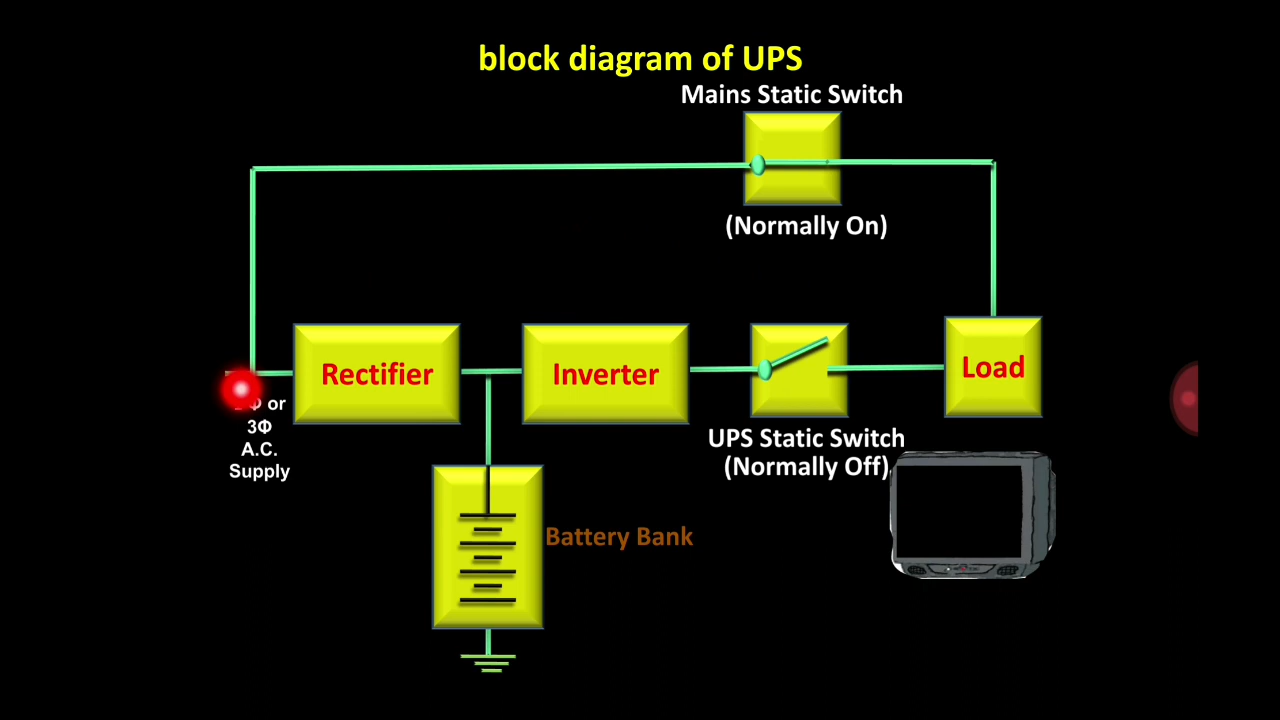 block diagram of UPS
Mains Static Switch
(Normally On)
Rectifier
Inverter
Load
Φ or
3Φ
A.C.
Supply
UPS Static Switch
(Normally Off)
Battery Bank